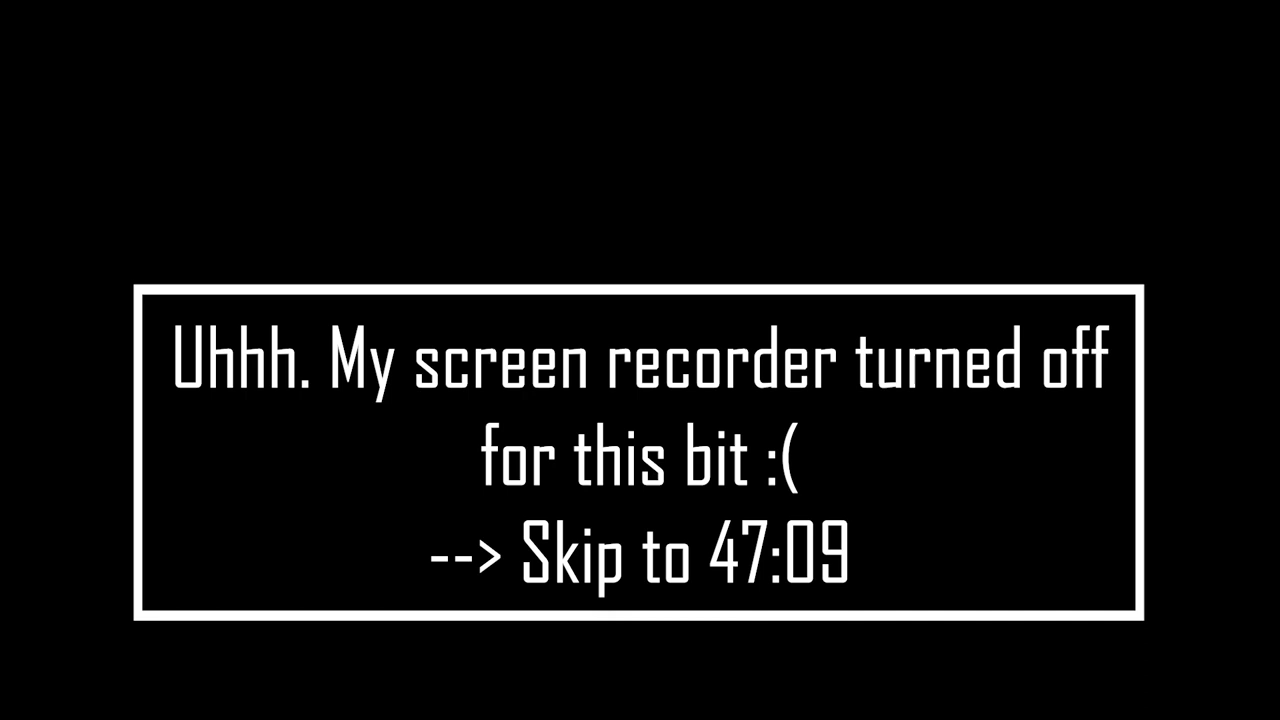 Uhhh. My screen recorder turned off
for this bit :(
--> Skip to 47:09